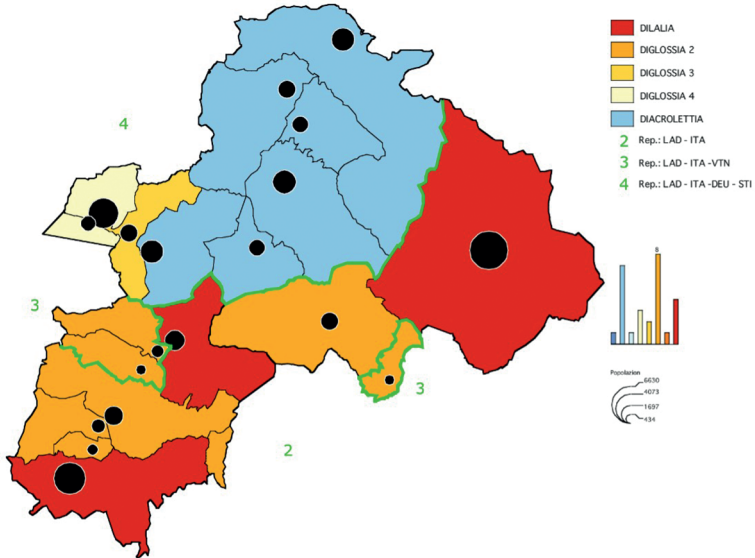 DILALIA
DIGLOSSIA 2
DIGLOSSIA 3
DIGLOSSIA 4
DIACROLETTIA
2 Rep.: LAD - ITA
3 Rep.: LAD - ITA -VTN
4 Rep.: LAD - ITA -DEU - STI
4
3
3
2
8
Popolarien
6630
4073
1697
434